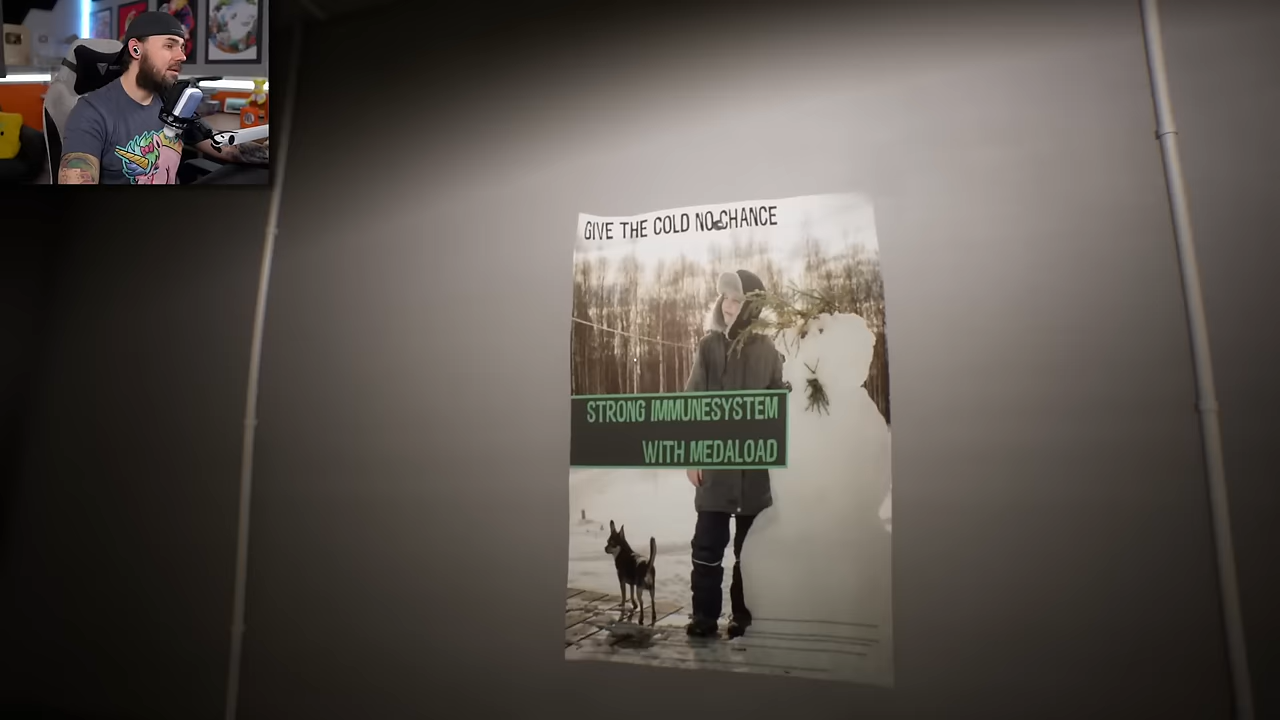 GIVE THE COLD NO CHANCE
STRONG IMMUNESYSTEM
WITH MEDALOAD